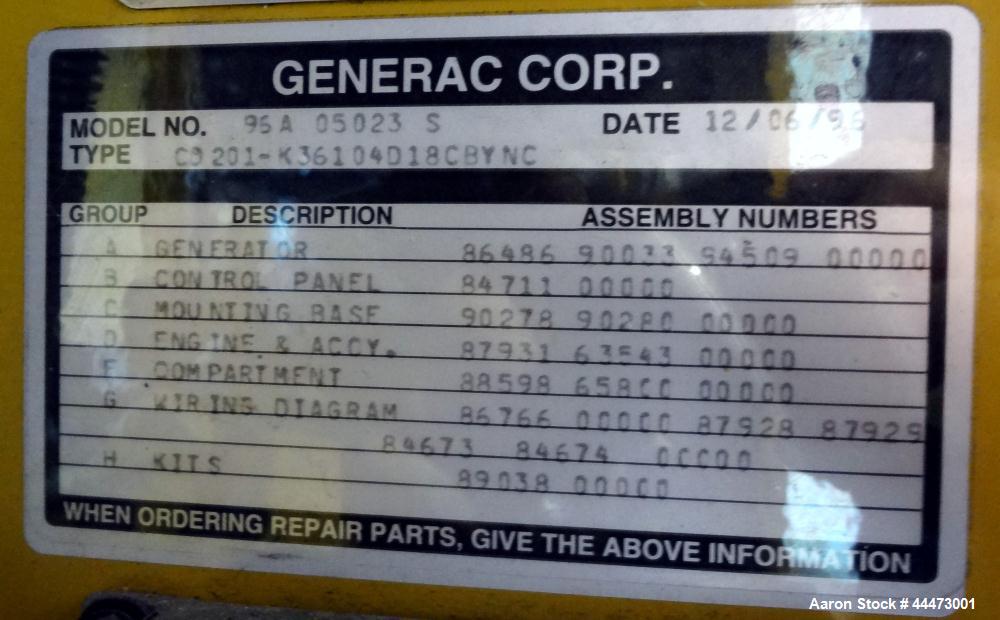 GENERAC CORP.
MODEL NO. 96A 05023 S DATE 12/06/96
TYPE C9201-K36104D18CBYNC
GROUP DESCRIPTION ASSEMBLY NUMBERS
A GENERATOR 86486 90033 94509 00000
B CONTROL PANEL 84711 00000
C MOUNTING BASE 90278 90280 00000
D ENGINE & ACCY. 87931 63543 00000
F COMPARTMENT 88598 65800 00000
G WIRING DIAGRAM 86766 00000 87928 87929
84673 84674 00000
H KITS 89038 00000
WHEN ORDERING REPAIR PARTS, GIVE THE ABOVE INFORMATION
Aaron Stock # 44473001